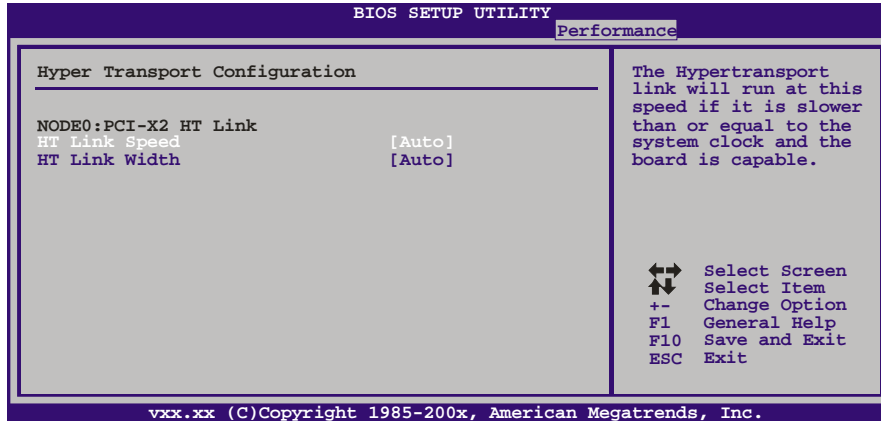 BIOS SETUP UTILITY
Performance
Hyper Transport Configuration
NODE0:PCI-X2 HT Link
HT Link Speed [Auto]
HT Link Width [Auto]
The Hypertransport
link will run at this
speed if it is slower
than or equal to the
system clock and the
board is capable.
Select Screen
Select Item
+- Change Option
F1 General Help
F10 Save and Exit
ESC Exit
vxx.xx (C)Copyright 1985-200x, American Megatrends, Inc.